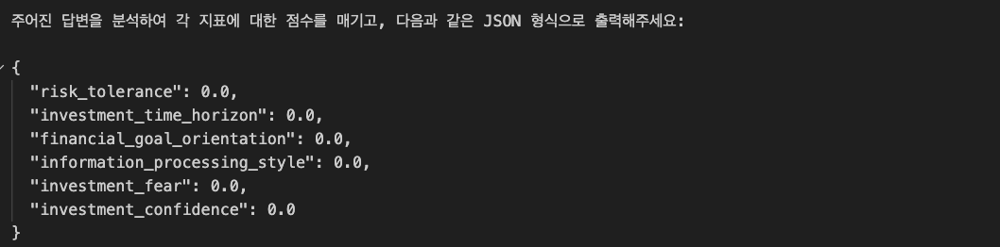 주어진 답변을 분석하여 각 지표에 대한 점수를 매기고, 다음과 같은 JSON 형식으로 출력해주세요:
{
"risk_tolerance": 0.0,
"investment_time_horizon": 0.0,
"financial_goal_orientation": 0.0,
"information_processing_style": 0.0,
"investment_fear": 0.0,
"investment_confidence": 0.0
}